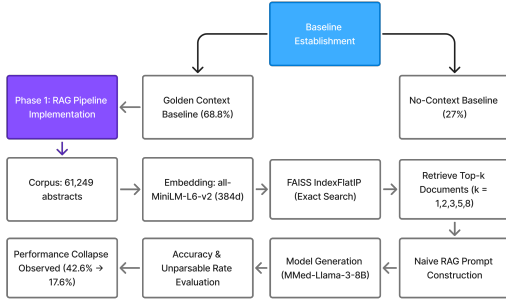 Baseline
Establishment
Phase 1: RAG Pipeline
Implementation
Golden Context
Baseline (68.8%)
No-Context Baseline
(27%)
Corpus: 61,249
abstracts
Embedding: all-
MiniLM-L6-v2 (384d)
FAISS IndexFlatIP
(Exact Search)
Retrieve Top-k
Documents (k =
1,2,3,5,8)
Performance Collapse
Observed (42.6% →
17.6%)
Accuracy &
Unparsable Rate
Evaluation
Model Generation
(MMed-Llama-3-8B)
Naive RAG Prompt
Construction